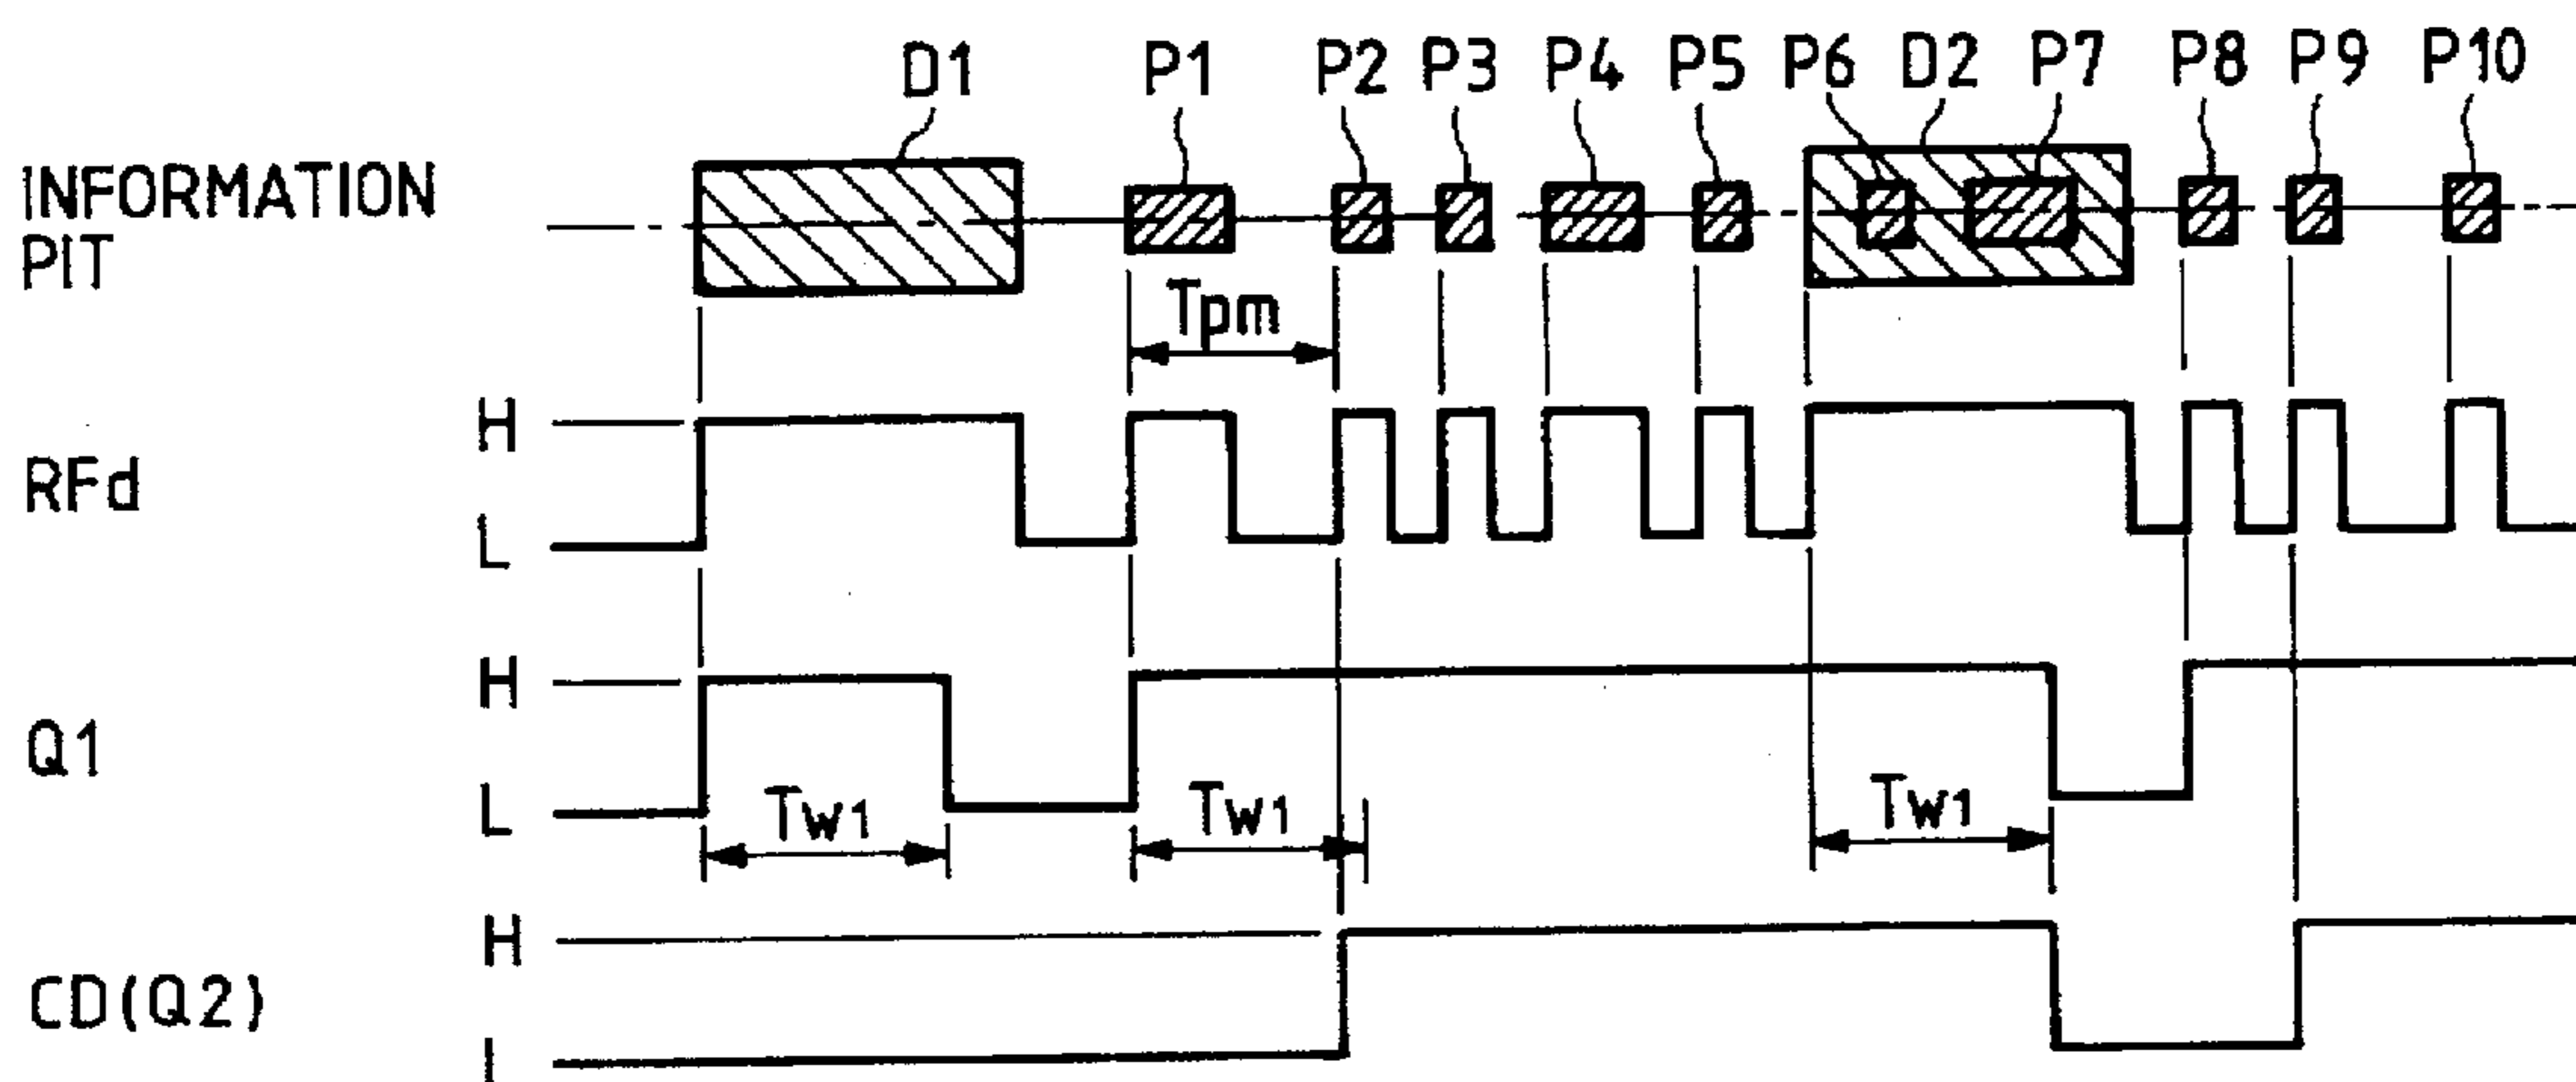 D1 P1 P2 P3 P4 P5 P6 D2 P7 P8 P9 P10
INFORMATION
PIT
Tpm
H
RFd
L
H
Q1
L
Tw1 Tw1 Tw1
H
CD(Q2)
L